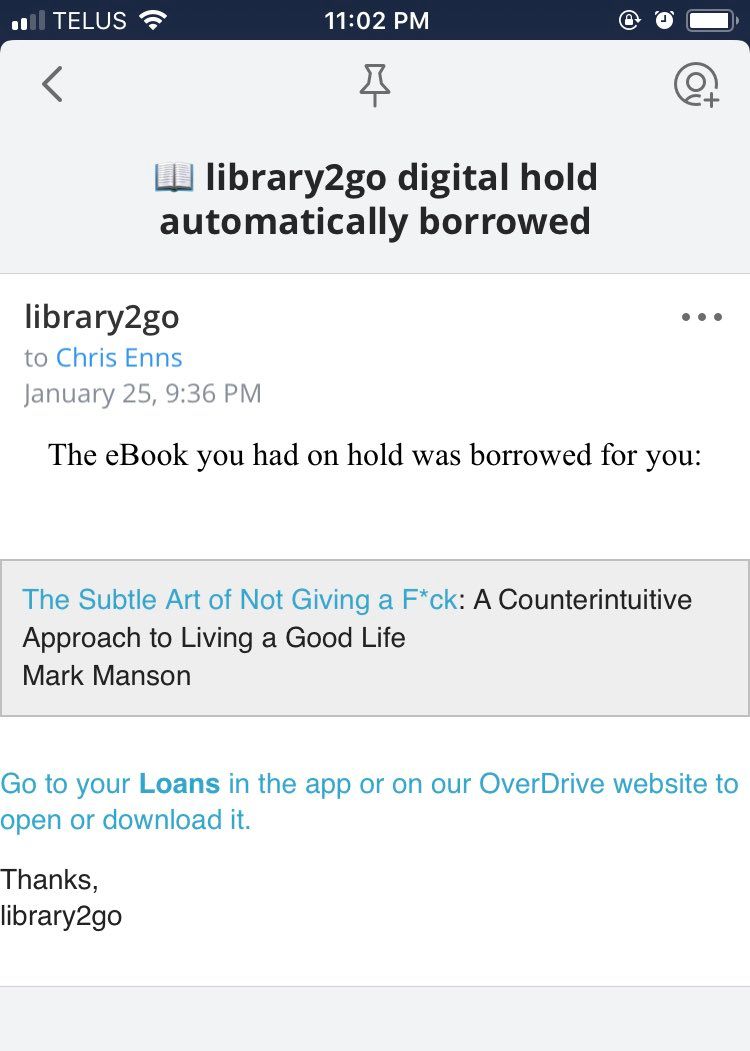 TELUS 11:02 PM
📖 library2go digital hold
automatically borrowed
library2go
to Chris Enns
January 25, 9:36 PM
The eBook you had on hold was borrowed for you:
The Subtle Art of Not Giving a F*ck: A Counterintuitive
Approach to Living a Good Life
Mark Manson
Go to your Loans in the app or on our OverDrive website to
open or download it.
Thanks,
library2go